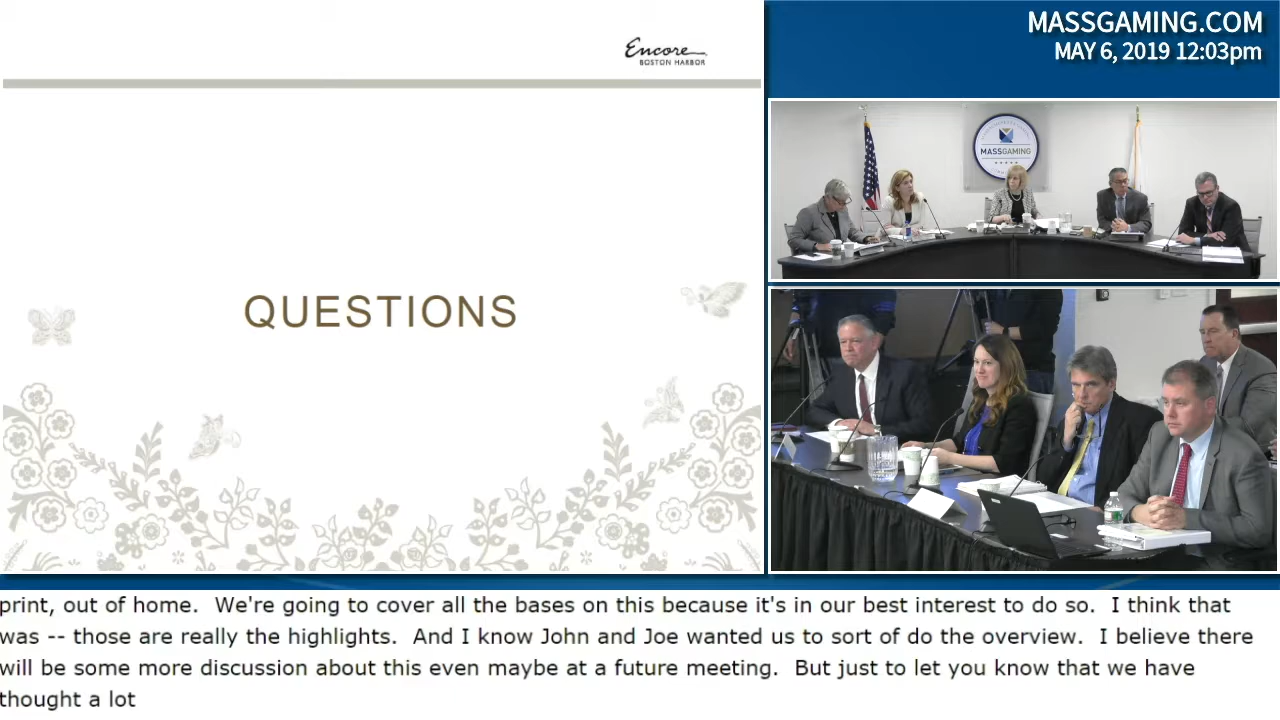 Encore
BOSTON HARBOR
QUESTIONS
MASSGAMING.COM
MAY 6, 2019 12:03pm
MASSGAMING
print, out of home.  We're going to cover all the bases on this because it's in our best interest to do so.  I think that
was -- those are really the highlights.  And I know John and Joe wanted us to sort of do the overview.  I believe there
will be some more discussion about this even maybe at a future meeting.  But just to let you know that we have
thought a lot